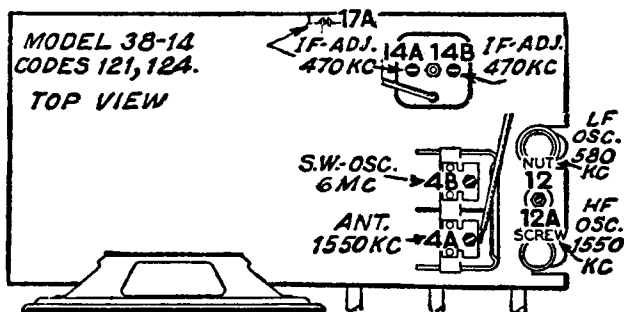 MODEL 38-14
CODES 121, 124.
TOP VIEW
17A
IF-ADJ.
470KC
14A 14B
IF-ADJ.
470KC
S.W.-OSC.
6MC
4B
ANT.
1550KC
4A
LF
OSC.
580
KC
NUT
12
12A
SCREW
HF
OSC.
1550
KC